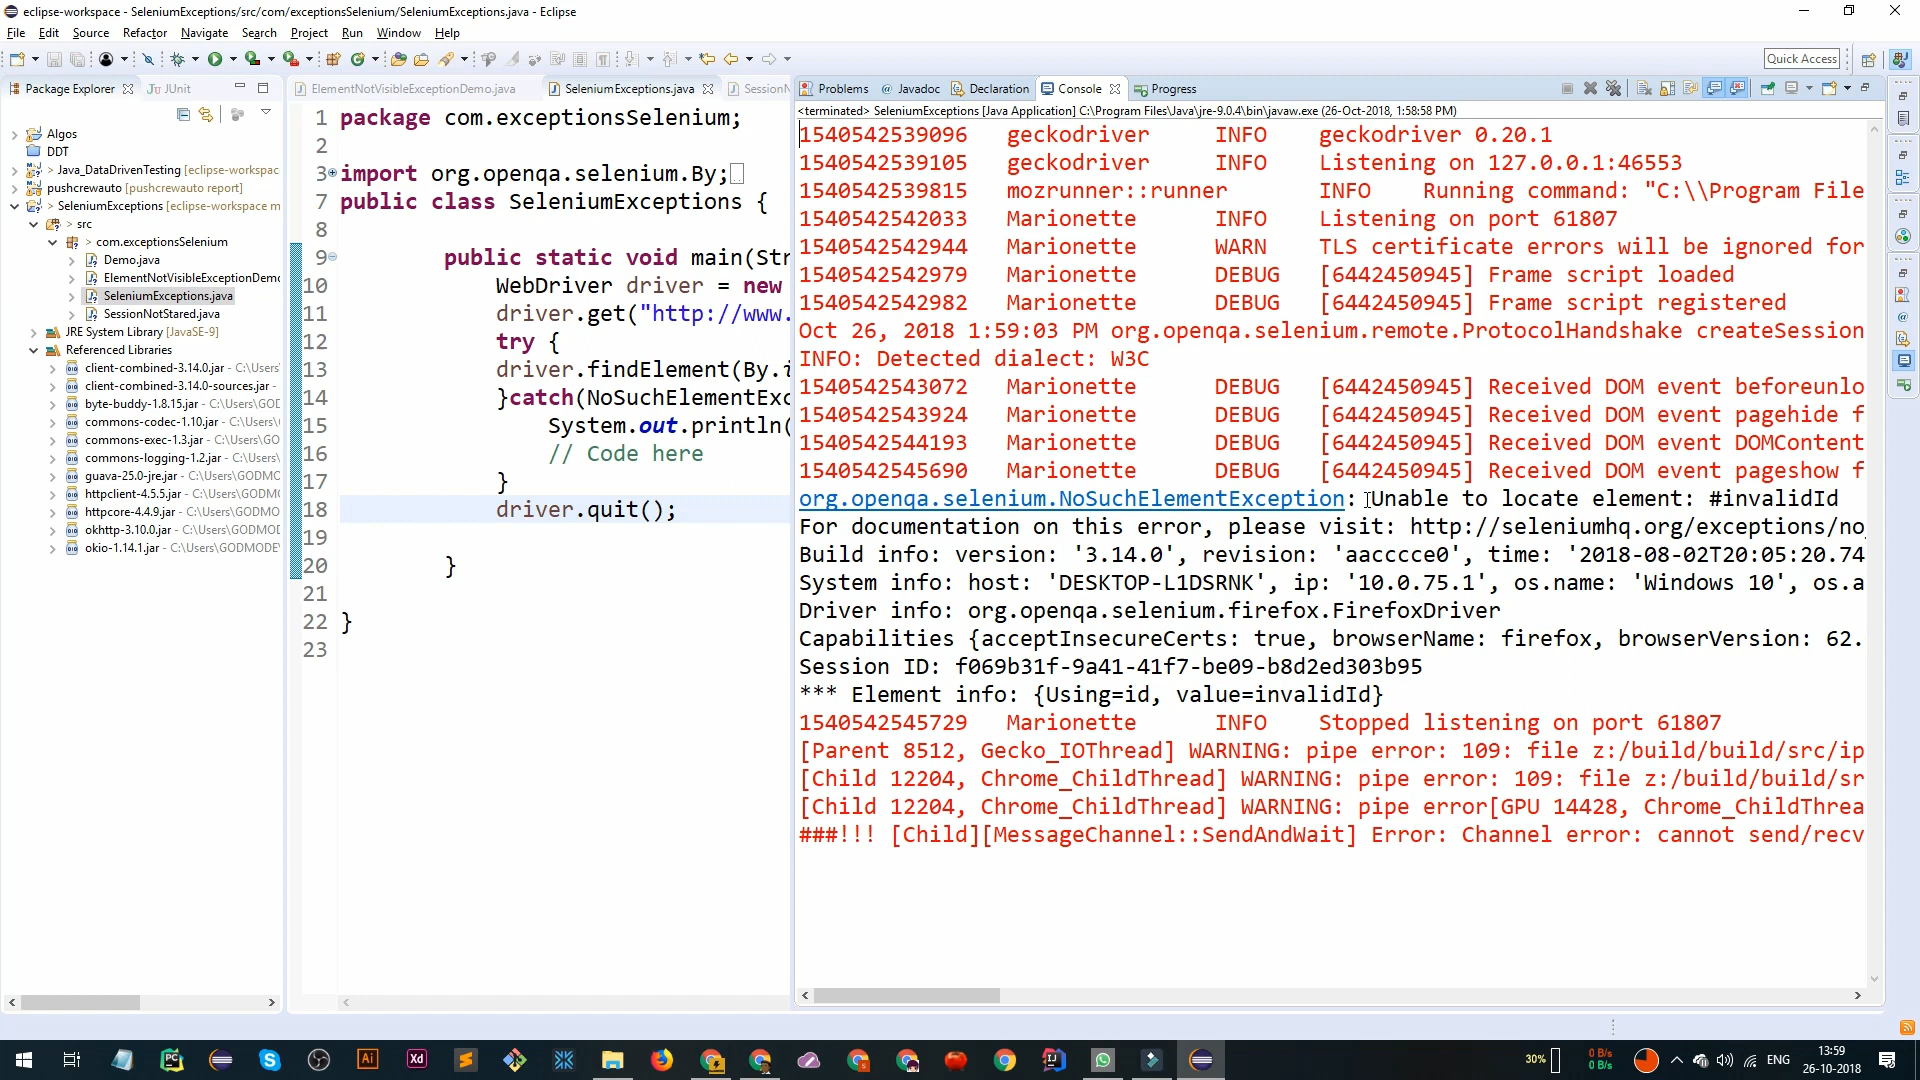 eclipse-workspace - SeleniumExceptions/src/com/exceptionsSelenium/SeleniumExceptions.java - Eclipse
File Edit Source Refactor Navigate Search Project Run Window Help
Quick Access
Package Explorer JUnit
Algos
DDT
> Java_DataDrivenTesting [eclipse-workspac
pushcrewauto [pushcrewauto report]
> SeleniumExceptions [eclipse-workspace m
> src
> com.exceptionsSelenium
Demo.java
ElementNotVisibleExceptionDemo
SeleniumExceptions.java
SessionNotStared.java
JRE System Library [JavaSE-9]
Referenced Libraries
client-combined-3.14.0.jar - C:\Users
client-combined-3.14.0-sources.jar -
byte-buddy-1.8.15.jar - C:\Users\GOD
commons-codec-1.10.jar - C:\Users\
commons-exec-1.3.jar - C:\Users\GO
commons-logging-1.2.jar - C:\Users\
guava-25.0-jre.jar - C:\Users\GODMO
httpclient-4.5.5.jar - C:\Users\GODMC
httpcore-4.4.9.jar - C:\Users\GODMO
okhttp-3.10.0.jar - C:\Users\GODMOD
okio-1.14.1.jar - C:\Users\GODMODE
ElementNotVisibleExceptionDemo.java SeleniumExceptions.java SessionN
1 package com.exceptionsSelenium;
2
3 import org.openqa.selenium.By;
7 public class SeleniumExceptions {
8
9 public static void main(Str
10 WebDriver driver = new
11 driver.get("http://www.
12 try {
13 driver.findElement(By.i
14 }catch(NoSuchElementExc
15 System.out.println(
16 // Code here
17 }
18 driver.quit();
19
20 }
21
22 }
23
Problems Javadoc Declaration Console Progress
<terminated> SeleniumExceptions [Java Application] C:\Program Files\Java\jre-9.0.4\bin\javaw.exe (26-Oct-2018, 1:58:58 PM)
1540542539096 geckodriver INFO geckodriver 0.20.1
1540542539105 geckodriver INFO Listening on 127.0.0.1:46553
1540542539815 mozrunner::runner INFO Running command: "C:\\Program File
1540542542033 Marionette INFO Listening on port 61807
1540542542944 Marionette WARN TLS certificate errors will be ignored for
1540542542979 Marionette DEBUG [6442450945] Frame script loaded
1540542542982 Marionette DEBUG [6442450945] Frame script registered
Oct 26, 2018 1:59:03 PM org.openqa.selenium.remote.ProtocolHandshake createSession
INFO: Detected dialect: W3C
1540542543072 Marionette DEBUG [6442450945] Received DOM event beforeunlo
1540542543924 Marionette DEBUG [6442450945] Received DOM event pagehide f
1540542544193 Marionette DEBUG [6442450945] Received DOM event DOMContent
1540542545690 Marionette DEBUG [6442450945] Received DOM event pageshow f
org.openqa.selenium.NoSuchElementException: Unable to locate element: #invalidId
For documentation on this error, please visit: http://seleniumhq.org/exceptions/no_
Build info: version: '3.14.0', revision: 'aacccce0', time: '2018-08-02T20:05:20.74
System info: host: 'DESKTOP-L1DSRNK', ip: '10.0.75.1', os.name: 'Windows 10', os.a
Driver info: org.openqa.selenium.firefox.FirefoxDriver
Capabilities {acceptInsecureCerts: true, browserName: firefox, browserVersion: 62.
Session ID: f069b31f-9a41-41f7-be09-b8d2ed303b95
*** Element info: {Using=id, value=invalidId}
1540542545729 Marionette INFO Stopped listening on port 61807
[Parent 8512, Gecko_IOThread] WARNING: pipe error: 109: file z:/build/build/src/ip
[Child 12204, Chrome_ChildThread] WARNING: pipe error: 109: file z:/build/build/sr
[Child 12204, Chrome_ChildThread] WARNING: pipe error[GPU 14428, Chrome_ChildThrea
###!!! [Child][MessageChannel::SendAndWait] Error: Channel error: cannot send/recv
30%
0 B/s
0 B/s
ENG
13:59
26-10-2018